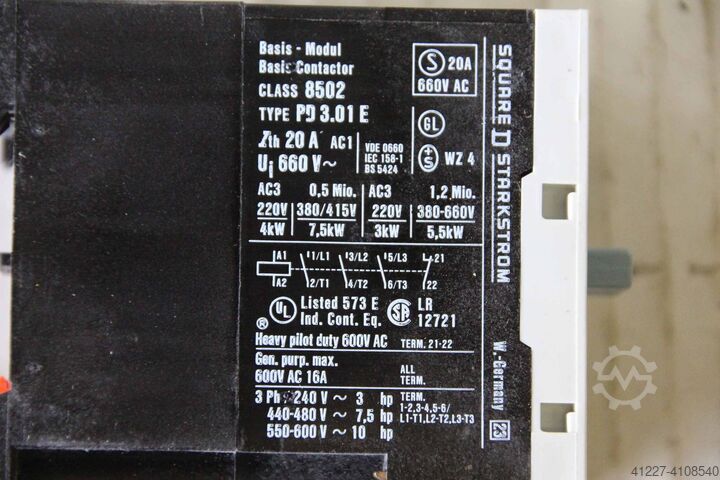 Basis - Modul
Basis Contactor
CLASS 8502
TYPE PD 3.01 E
Ith 20 A AC1
Ui 660 V~
VDE 0660
IEC 158-1
BS 5424
S 20A
660V AC
GL
+S WZ 4
AC3 0,5 Mio. AC3 1,2 Mio.
220V 380/415V 220V 380-660V
4kW 7,5kW 3kW 5,5kW
A1 1/L1 3/L2 5/L3 21
A2 2/T1 4/T2 6/T3 22
UL ® Listed 573 E
Ind. Cont. Eq.
SA LR
12721
Heavy pilot duty 600V AC TERM. 21-22
Gen. purp. max.
600V AC 16A
ALL
TERM.
3 Ph ~ 240 V ~ 3 hp
440-480 V ~ 7,5 hp
550-600 V ~ 10 hp
TERM.
1-2,3-4,5-6/
L1-T1,L2-T2,L3-T3
SQUARE D STARKSTROM
W.-Germany 23
41227-4108540